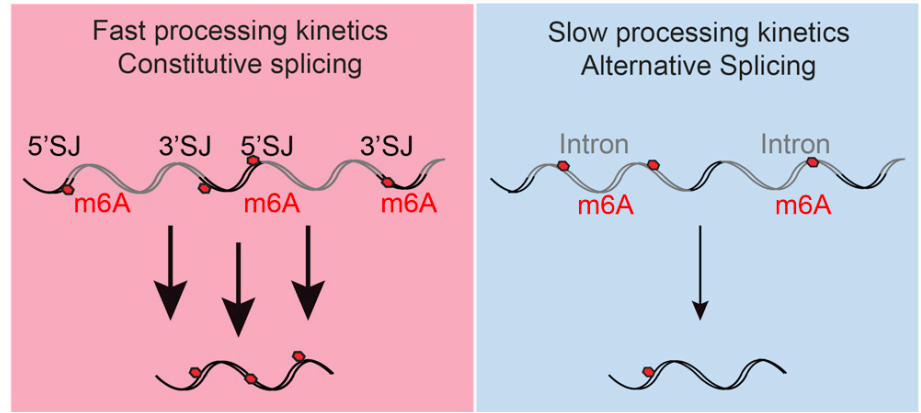 Fast processing kinetics
Constitutive splicing
5'SJ 3'SJ 5'SJ 3'SJ
m6A m6A m6A
Slow processing kinetics
Alternative Splicing
Intron Intron
m6A m6A